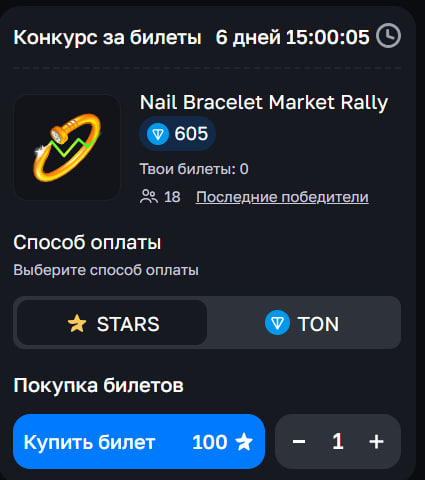 Конкурс за билеты 6 дней 15:00:05
Nail Bracelet Market Rally
605
Твои билеты: 0
18 Последние победители
Способ оплаты
Выберите способ оплаты
STARS TON
Покупка билетов
Купить билет 100 − 1 +